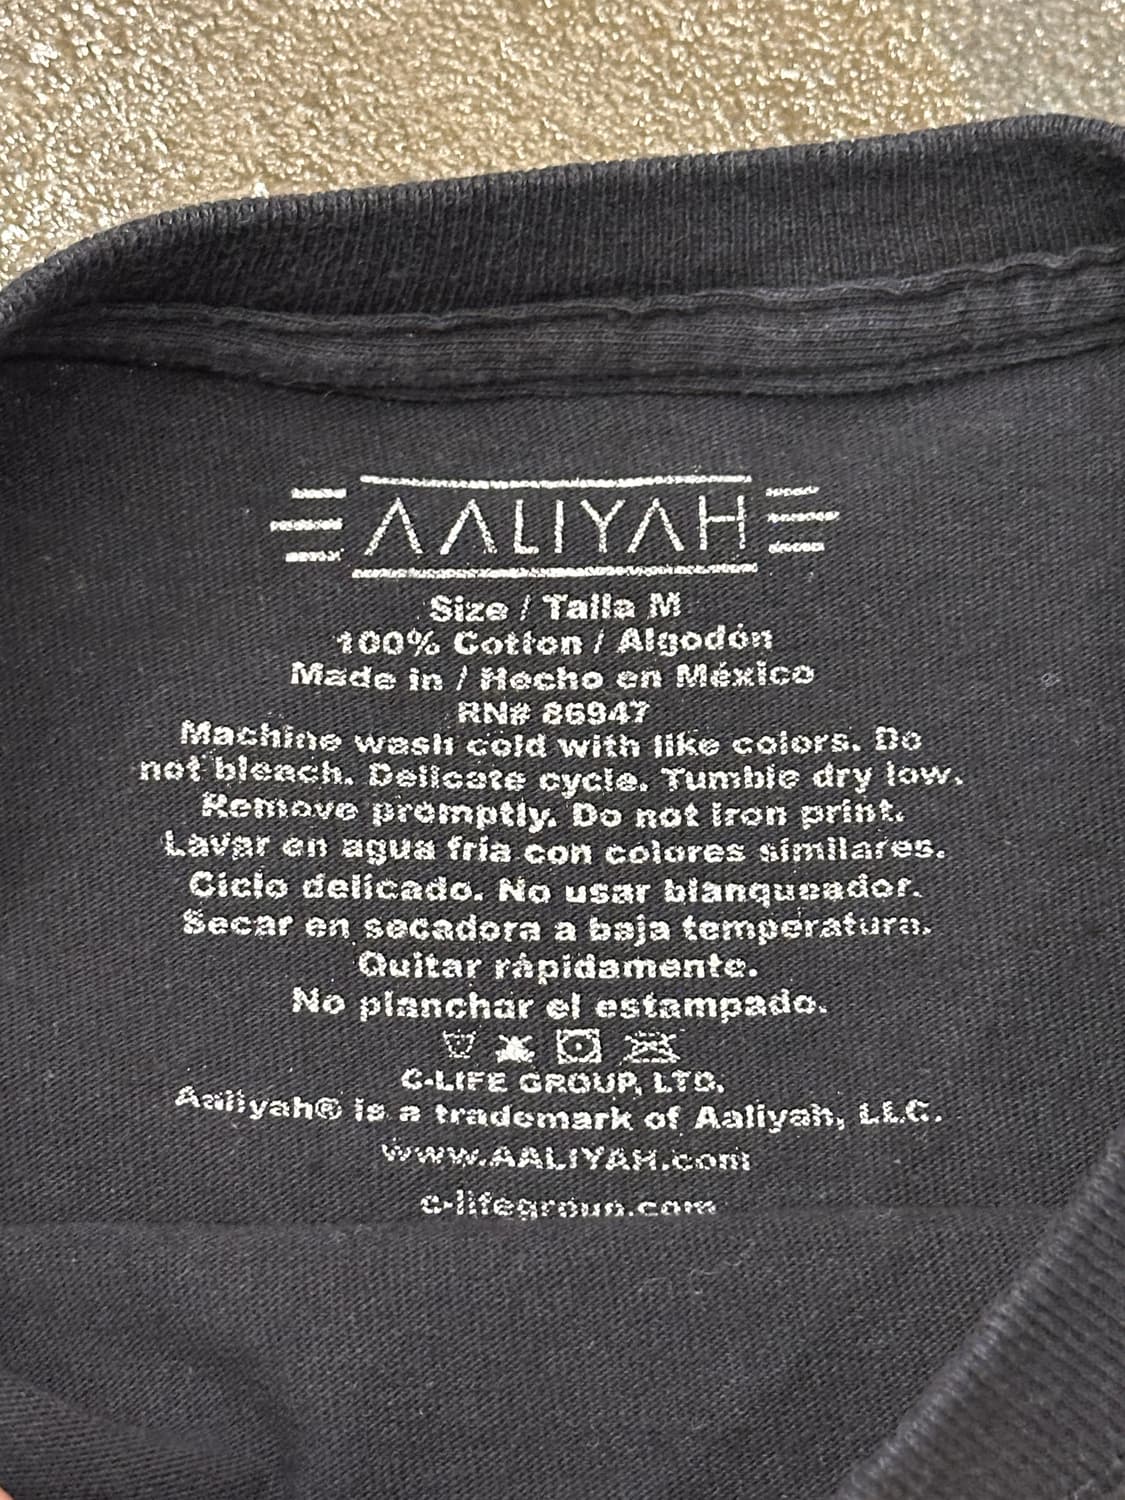 AALIYAH
Size / Talla M
100% Cotton / Algodón
Made in / Hecho en México
RN# 86947
Machine wash cold with like colors. Do
not bleach. Delicate cycle. Tumble dry low.
Remove promptly. Do not iron print.
Lavar en agua fria con colores similares.
Ciclo delicado. No usar blanqueador.
Secar en secadora a baja temperatura.
Quitar rápidamente.
No planchar el estampado.
C-LIFE GROUP, LTD.
Aaliyah® is a trademark of Aaliyah, LLC.
www.AALIYAH.com
c-lifegroup.com